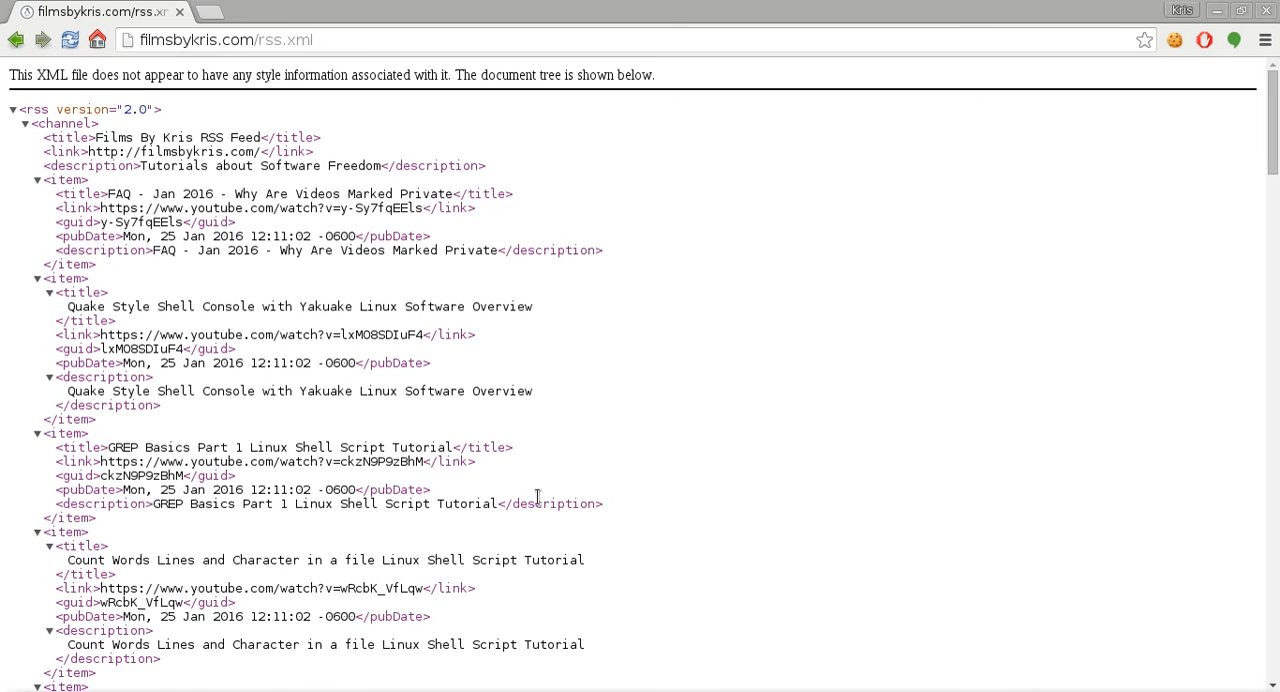 filmsbykris.com/rss.xr
Kris
filmsbykris.com/rss.xml
This XML file does not appear to have any style information associated with it. The document tree is shown below.
<rss version="2.0">
<channel>
<title>Films By Kris RSS Feed</title>
<link>http://filmsbykris.com/</link>
<description>Tutorials about Software Freedom</description>
<item>
<title>FAQ - Jan 2016 - Why Are Videos Marked Private</title>
<link>https://www.youtube.com/watch?v=y-Sy7fqEEls</link>
<guid>y-Sy7fqEEls</guid>
<pubDate>Mon, 25 Jan 2016 12:11:02 -0600</pubDate>
<description>FAQ - Jan 2016 - Why Are Videos Marked Private</description>
</item>
<item>
<title>
Quake Style Shell Console with Yakuake Linux Software Overview
</title>
<link>https://www.youtube.com/watch?v=lxMO8SDIuF4</link>
<guid>lxMO8SDIuF4</guid>
<pubDate>Mon, 25 Jan 2016 12:11:02 -0600</pubDate>
<description>
Quake Style Shell Console with Yakuake Linux Software Overview
</description>
</item>
<item>
<title>GREP Basics Part 1 Linux Shell Script Tutorial</title>
<link>https://www.youtube.com/watch?v=ckzN9P9zBhM</link>
<guid>ckzN9P9zBhM</guid>
<pubDate>Mon, 25 Jan 2016 12:11:02 -0600</pubDate>
<description>GREP Basics Part 1 Linux Shell Script Tutorial</description>
</item>
<item>
<title>
Count Words Lines and Character in a file Linux Shell Script Tutorial
</title>
<link>https://www.youtube.com/watch?v=wRcbK_VfLqw</link>
<guid>wRcbK_VfLqw</guid>
<pubDate>Mon, 25 Jan 2016 12:11:02 -0600</pubDate>
<description>
Count Words Lines and Character in a file Linux Shell Script Tutorial
</description>
</item>
<item>